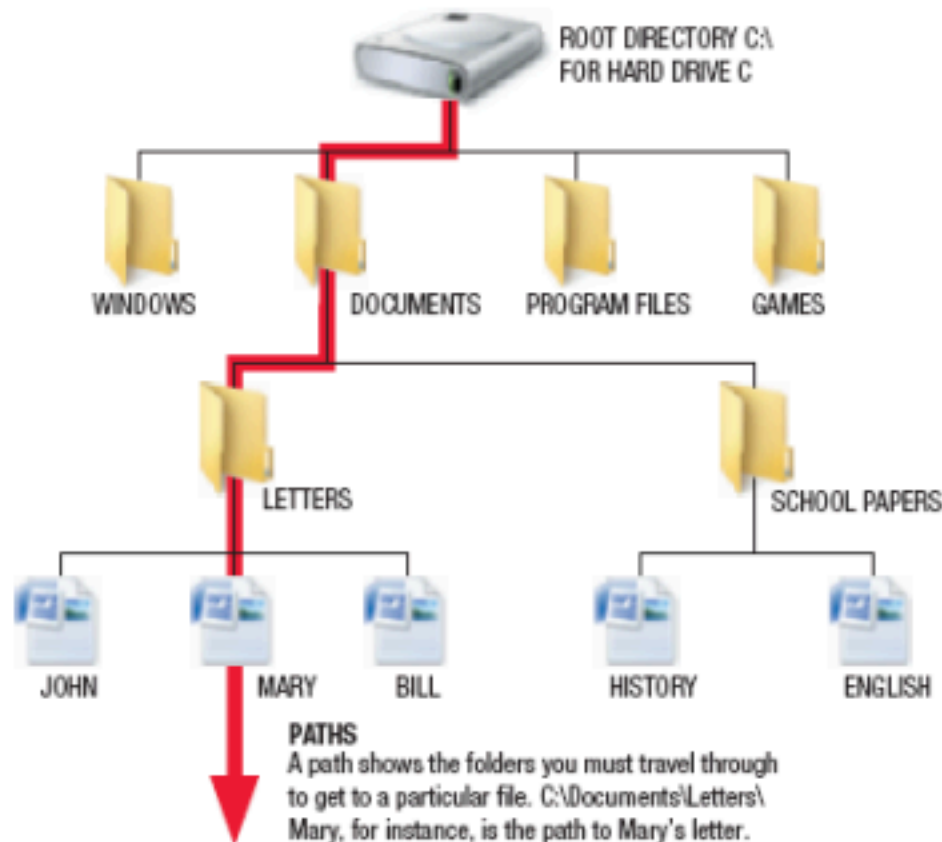 ROOT DIRECTORY C:\
FOR HARD DRIVE C
WINDOWS
DOCUMENTS
PROGRAM FILES
GAMES
LETTERS
SCHOOL PAPERS
JOHN
MARY
BILL
HISTORY
ENGLISH
PATHS
A path shows the folders you must travel through
to get to a particular file. C:\Documents\Letters\
Mary, for instance, is the path to Mary's letter.